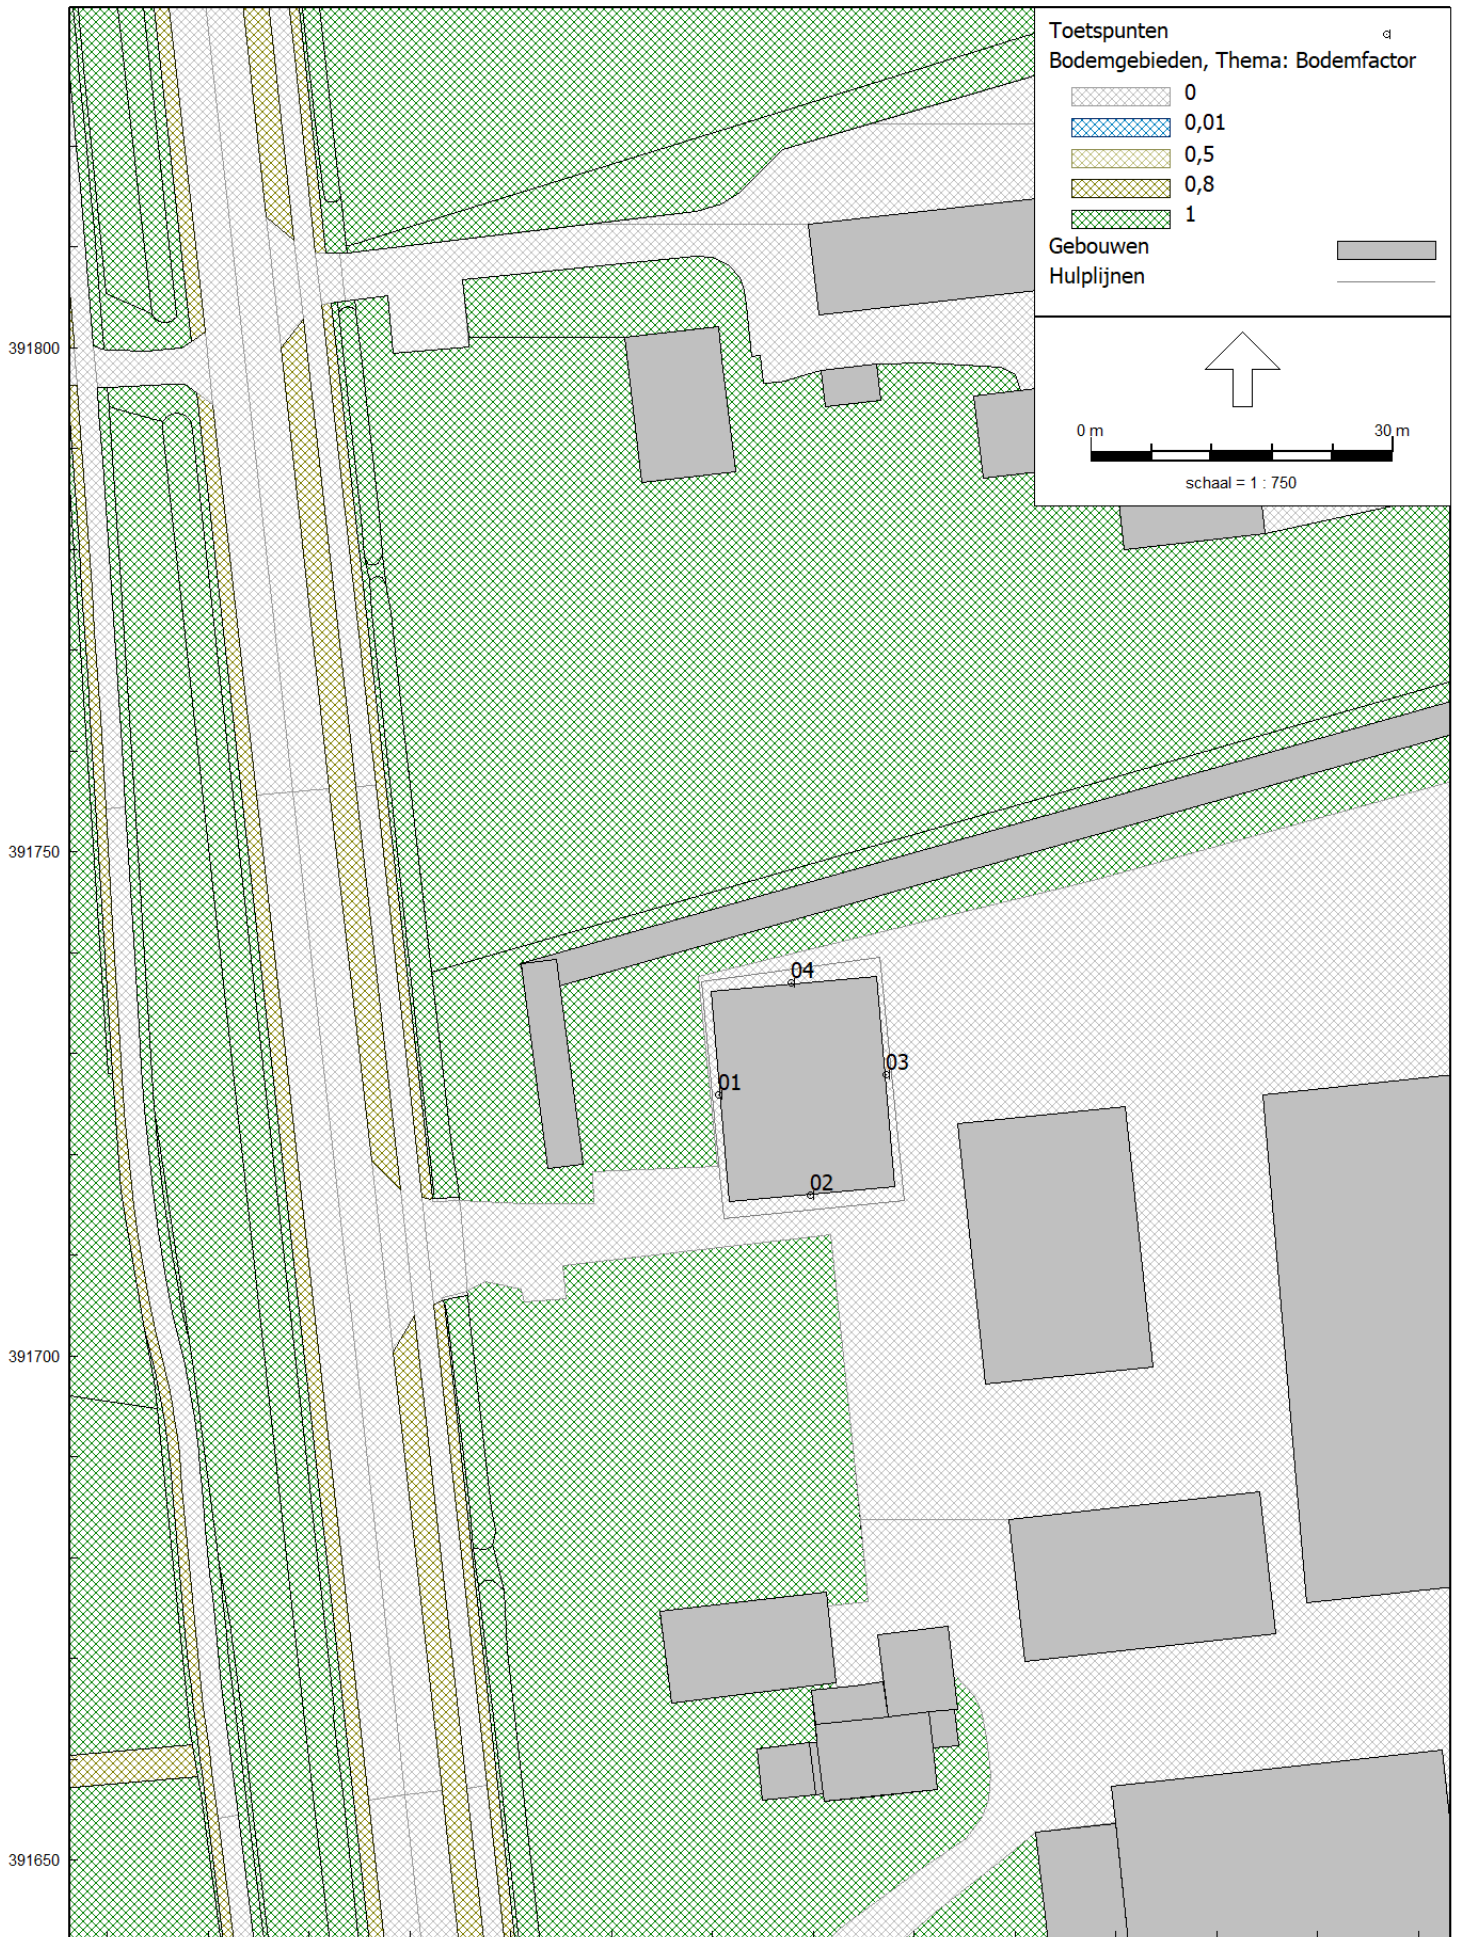 Toetspunten
Bodemgebieden, Thema: Bodemfactor
0
0,01
0,5
0,8
1
Gebouwen
Hulplijnen
0 m 30 m
schaal = 1 : 750
391800
391750
04
03
01
02
391700
391650